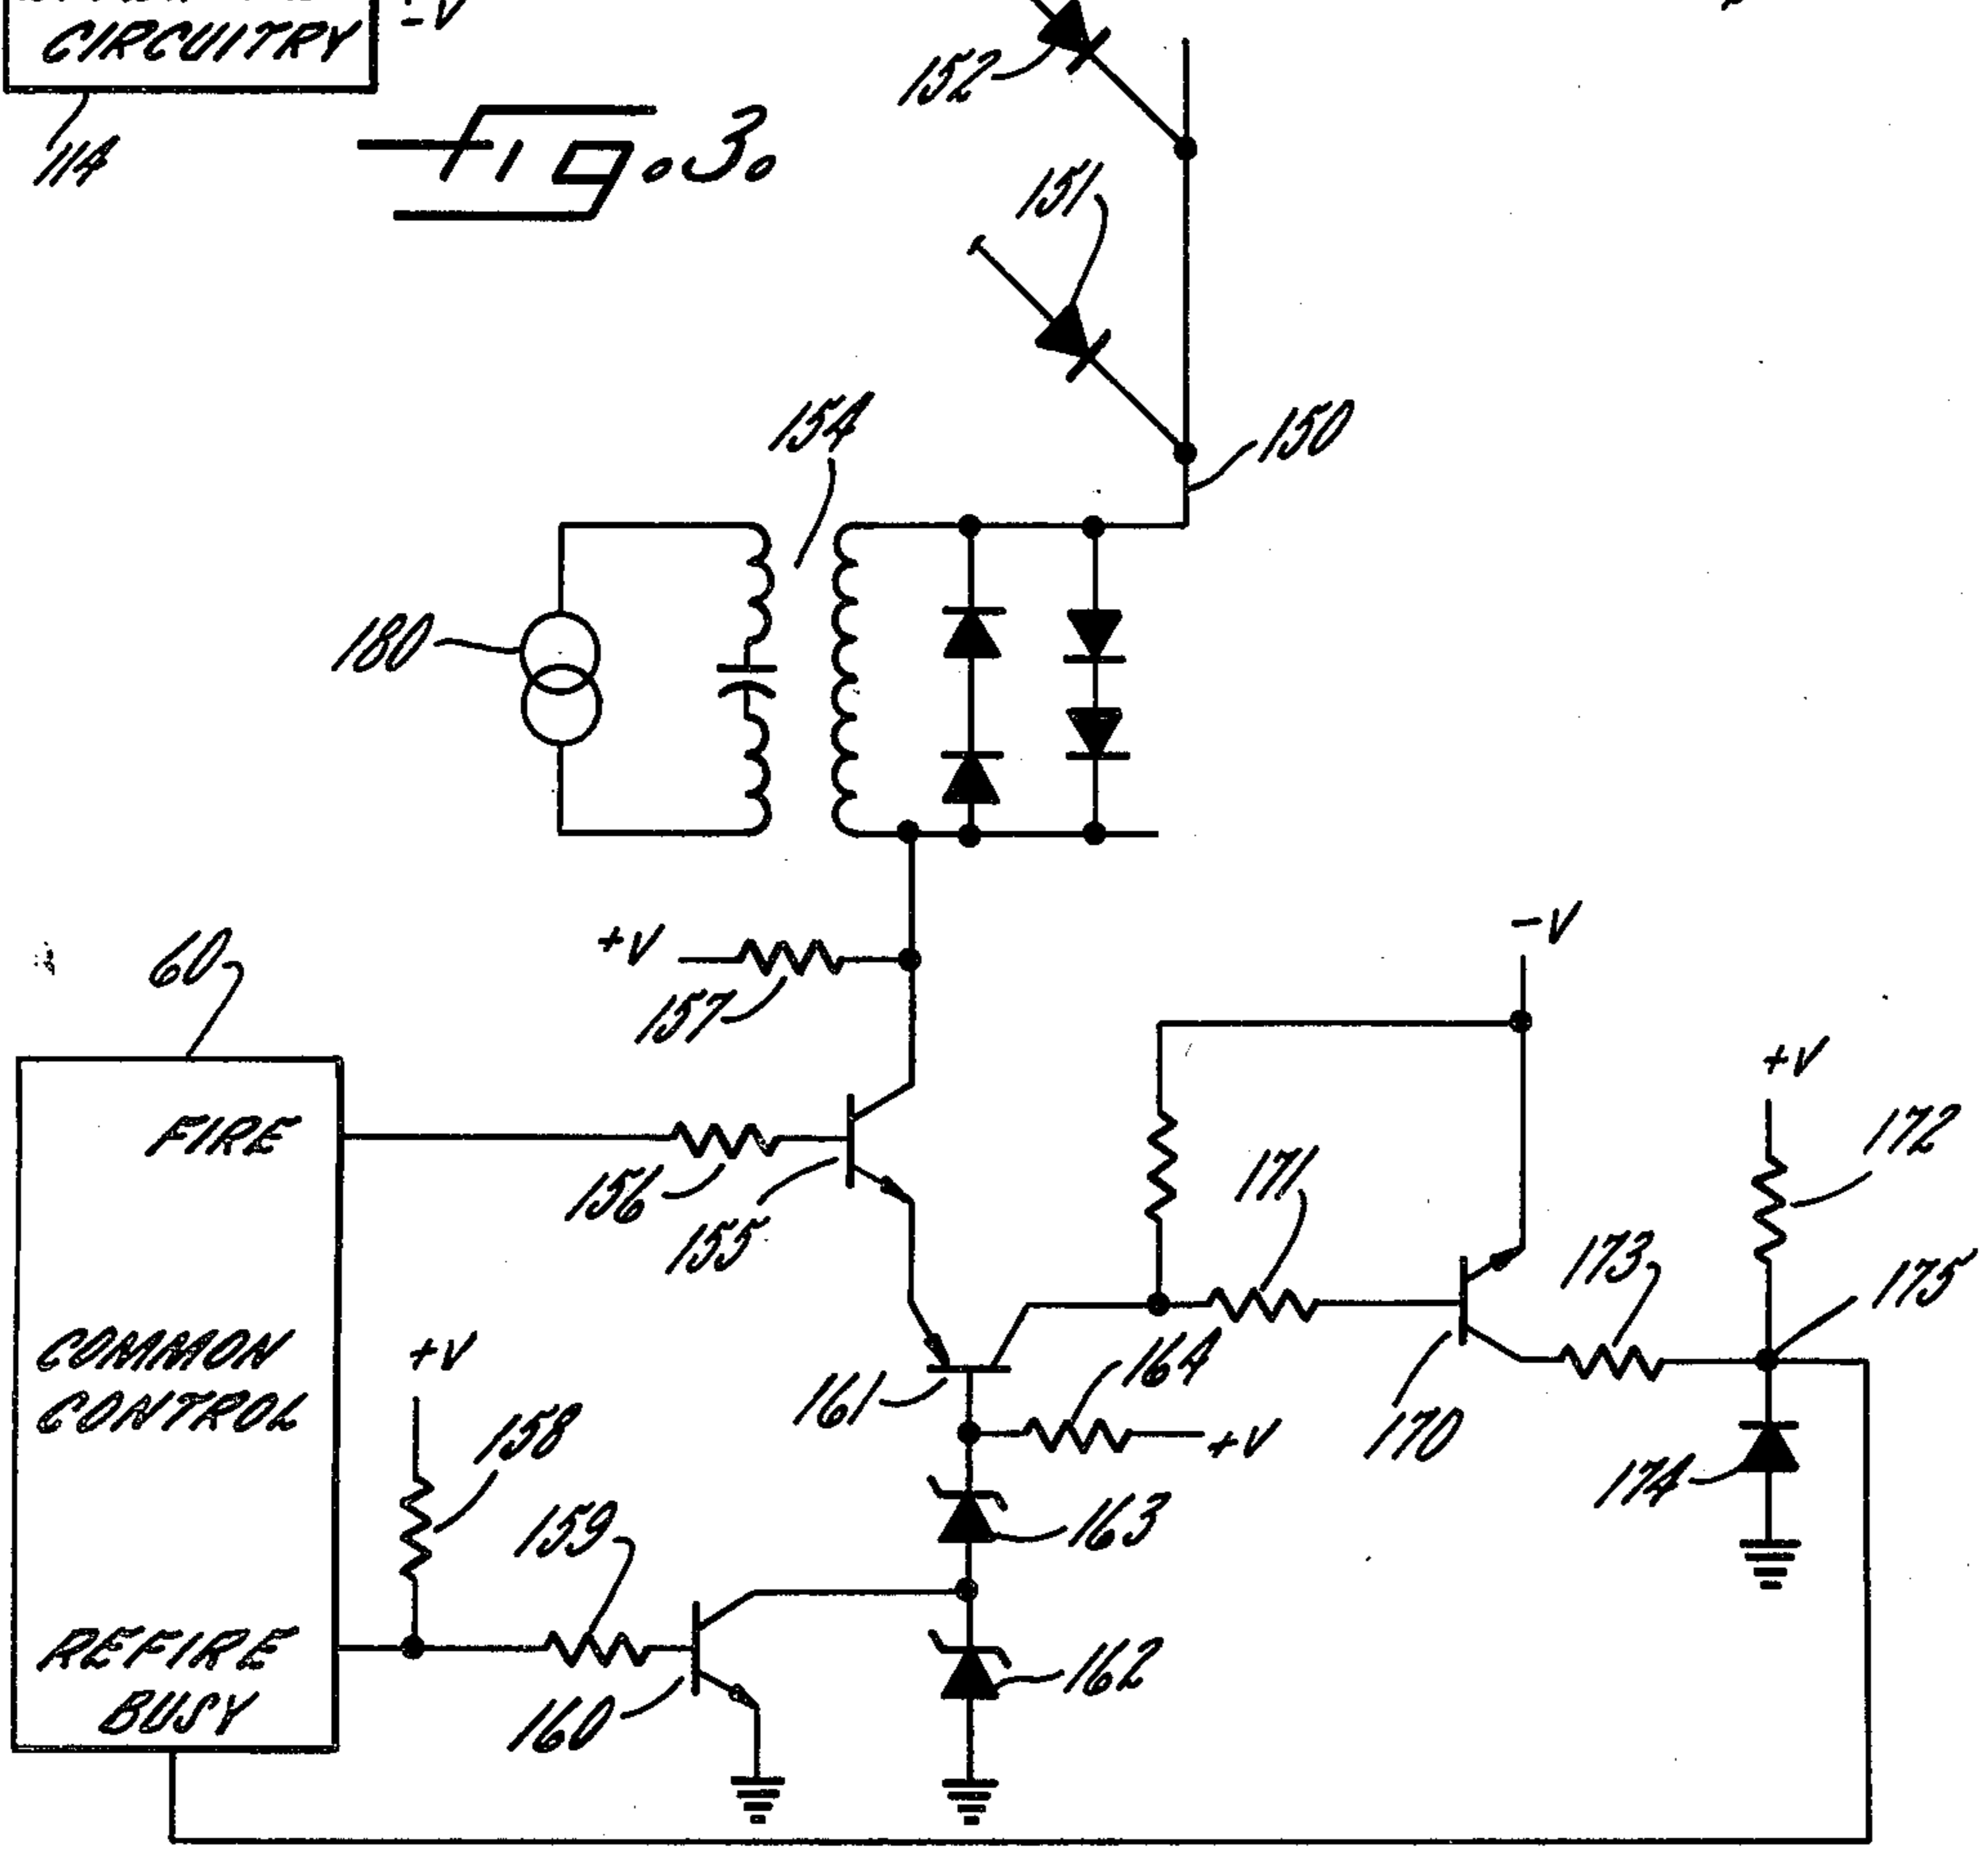 CIRCUITRY
-V
114
Fig. 3.
152
151
150
154
180
+V
157
-V
60
+V
FIRE
156
155
171
172
173
175
COMMON
CONTROL
+V
158
161
164
+V
170
174
159
163
REFIRE
BUSY
160
162